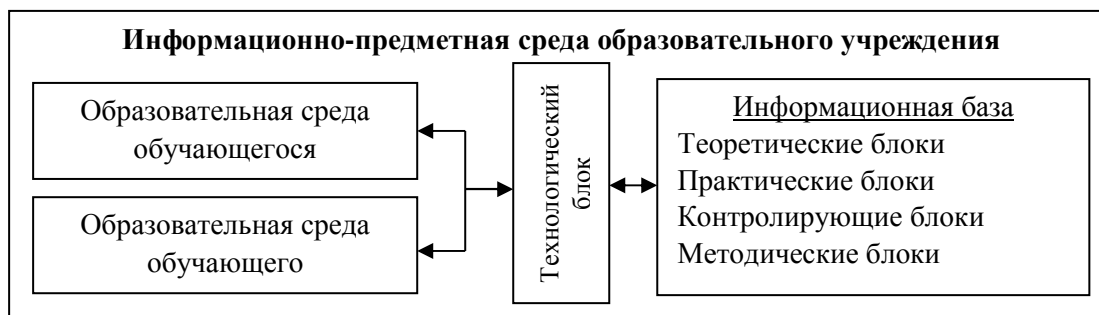 Информационно-предметная среда образовательного учреждения
Образовательная среда
обучающегося
Образовательная среда
обучающего
Технологический
блок
Информационная база
Теоретические блоки
Практические блоки
Контролирующие блоки
Методические блоки